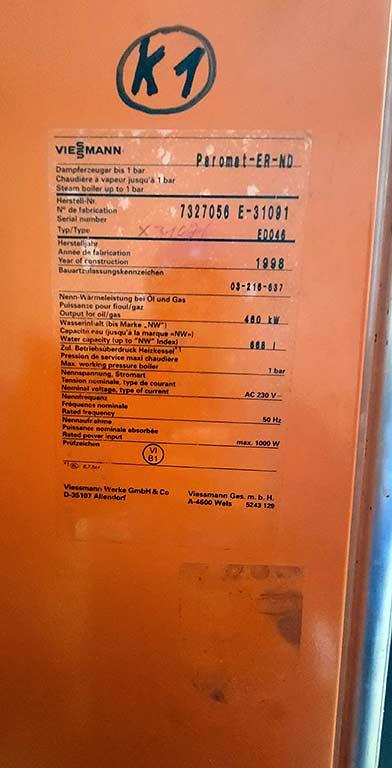 K1
VIESSMANN
Paromat-ER-ND
Dampferzeuger bis 1 bar
Chaudière à vapeur jusqu'à 1 bar
Steam boiler up to 1 bar
Herstell-Nr.
N° de fabrication
Serial number 7327056 E-31091
Typ/Type ED046
Herstelljahr
Année de fabrication
Year of construction 1998
Bauartzulassungskennzeichen
03-216-637
Nenn-Wärmeleistung bei Öl und Gas
Puissance pour fioul/gaz
Output for oil/gas 460 kW
Wasserinhalt (bis Marke „NW")
Capacité eau (jusqu'à la marque «NW»)
Water capacity (up to "NW" index) 668 l
Zul. Betriebsüberdruck Heizkessel*1
Pression de service maxi chaudière
Max. working pressure boiler 1 bar
Nennspannung, Stromart
Tension nominale, type de courant
Nominal voltage, type of current AC 230 V~
Nennfrequenz
Fréquence nominale
Rated frequency 50 Hz
Nennaufnahme
Puissance nominale absorbée
Rated power input max. 1000 W
Prüfzeichen
VI
B1
Viessmann Werke GmbH & Co Viessmann Ges. m. b. H.
D-35107 Allendorf A-4600 Wels 5243 129